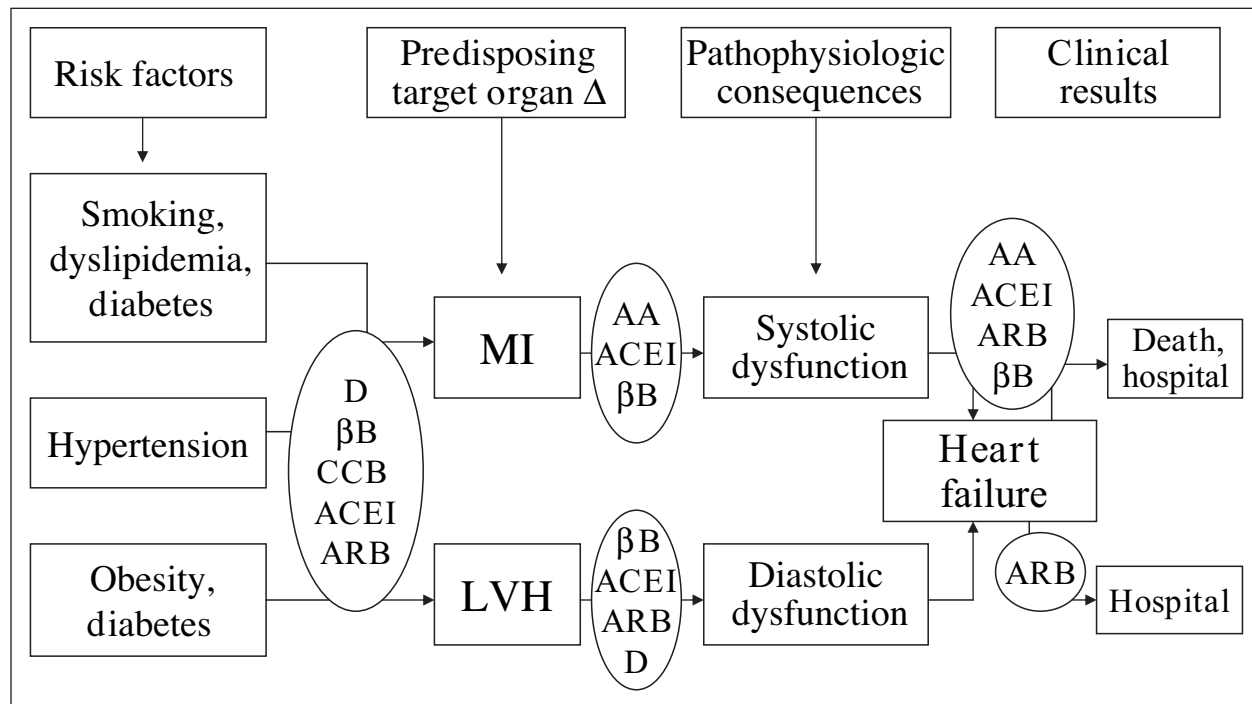 Risk factors
Predisposing
target organ Δ
Pathophysiologic
consequences
Clinical
results
Smoking,
dyslipidemia,
diabetes
Hypertension
Obesity,
diabetes
D
βB
CCB
ACEI
ARB
MI
LVH
AA
ACEI
βB
βB
ACEI
ARB
D
Systolic
dysfunction
Diastolic
dysfunction
AA
ACEI
ARB
βB
Heart
failure
ARB
Death,
hospital
Hospital